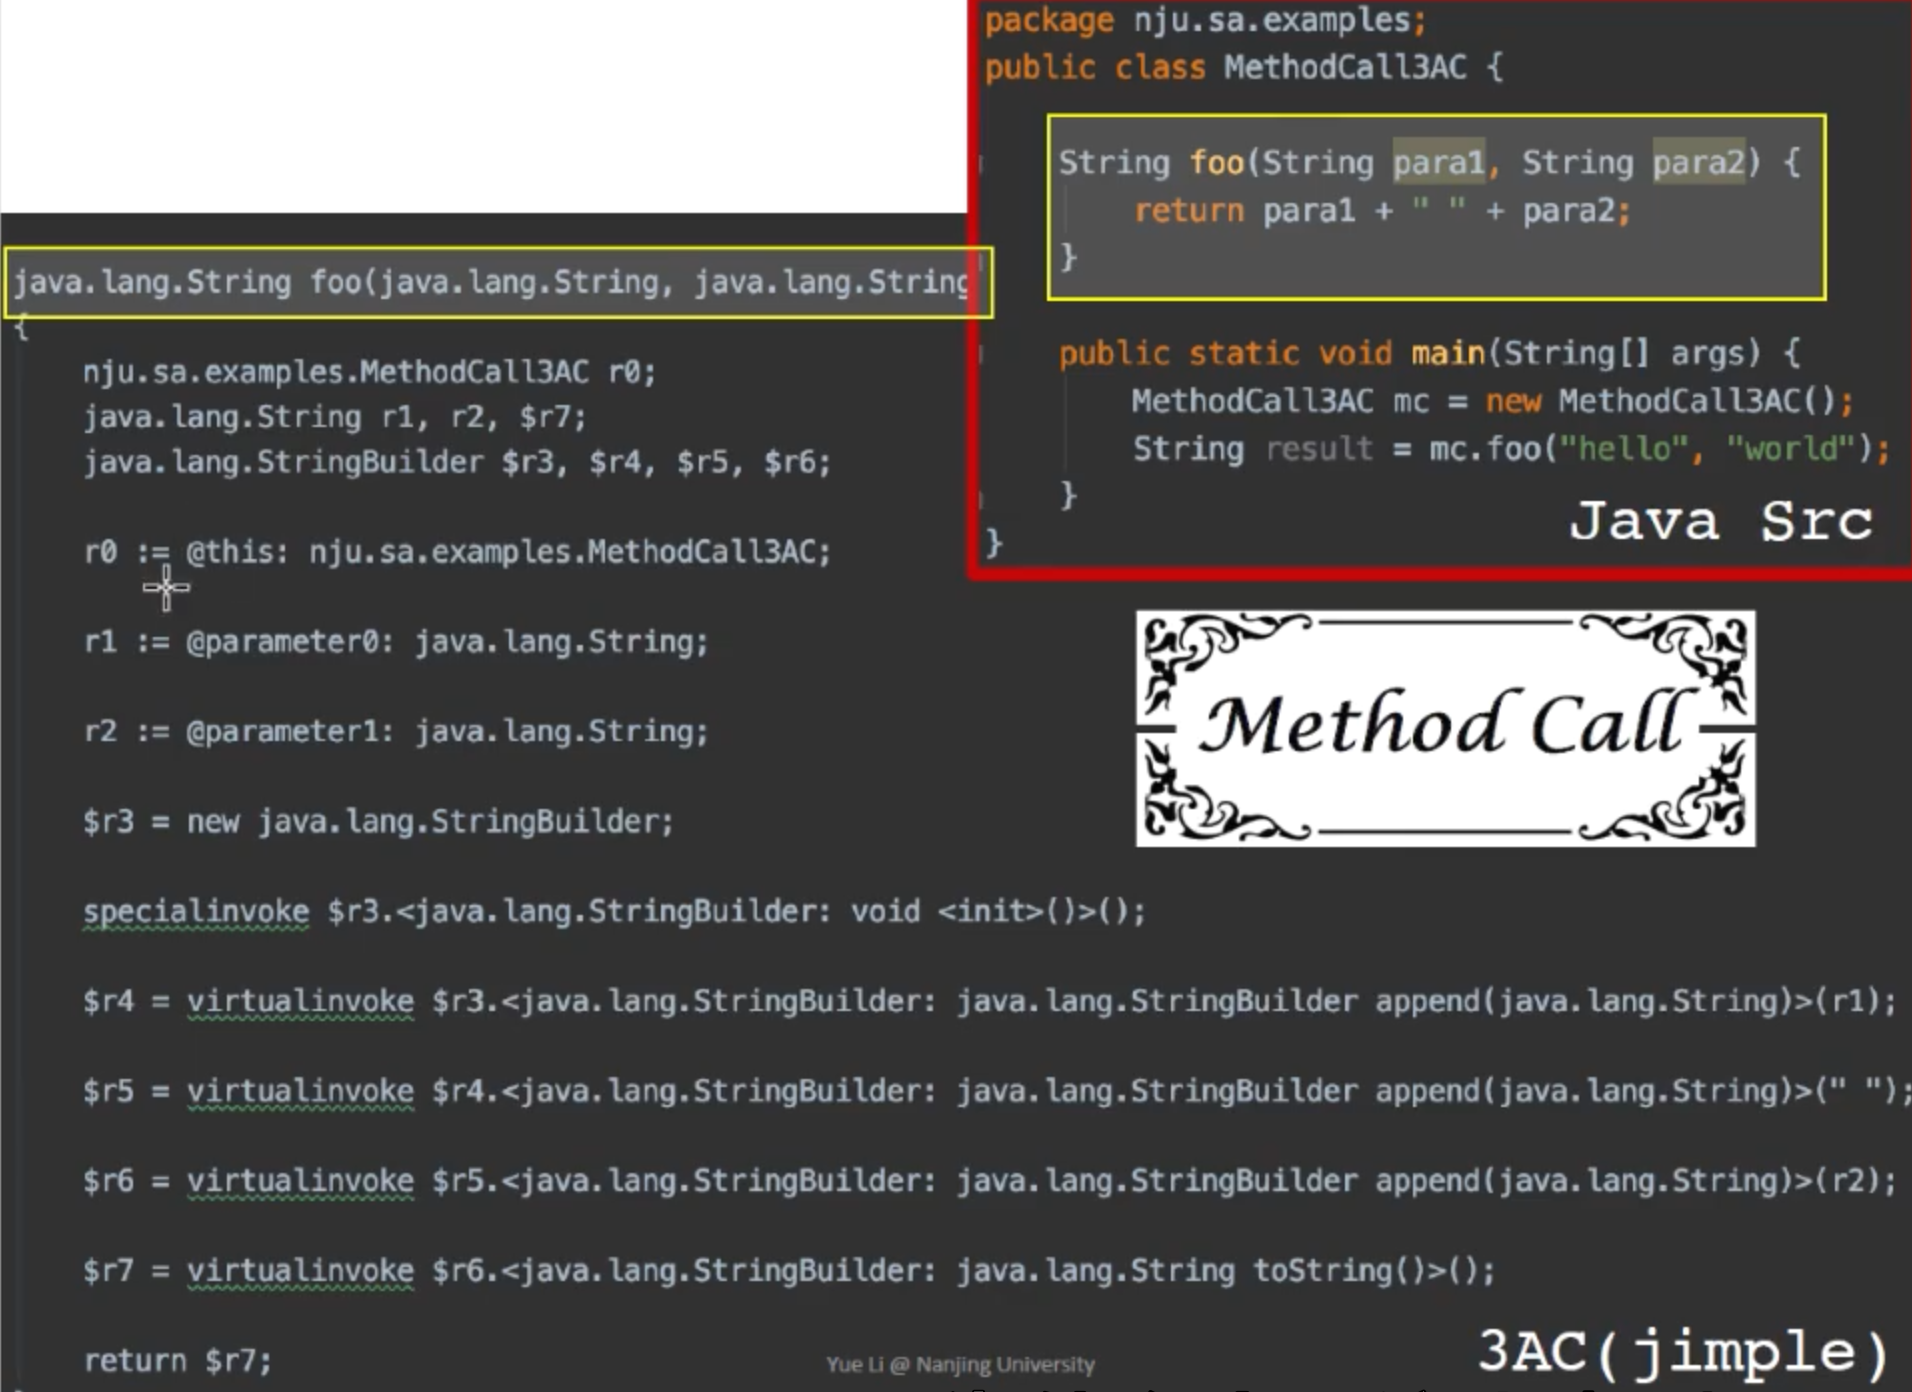 package nju.sa.examples;
public class MethodCall3AC {
String foo(String para1, String para2) {
return para1 + " " + para2;
}
public static void main(String[] args) {
MethodCall3AC mc = new MethodCall3AC();
String result = mc.foo("hello", "world");
}
}
Java Src
java.lang.String foo(java.lang.String, java.lang.String
{
nju.sa.examples.MethodCall3AC r0;
java.lang.String r1, r2, $r7;
java.lang.StringBuilder $r3, $r4, $r5, $r6;
r0 := @this: nju.sa.examples.MethodCall3AC;
r1 := @parameter0: java.lang.String;
r2 := @parameter1: java.lang.String;
$r3 = new java.lang.StringBuilder;
specialinvoke $r3.<java.lang.StringBuilder: void <init>()>();
$r4 = virtualinvoke $r3.<java.lang.StringBuilder: java.lang.StringBuilder append(java.lang.String)>(r1);
$r5 = virtualinvoke $r4.<java.lang.StringBuilder: java.lang.StringBuilder append(java.lang.String)>(" ");
$r6 = virtualinvoke $r5.<java.lang.StringBuilder: java.lang.StringBuilder append(java.lang.String)>(r2);
$r7 = virtualinvoke $r6.<java.lang.StringBuilder: java.lang.String toString()>();
return $r7;
Method Call
3AC(jimple)
Yue Li @ Nanjing University